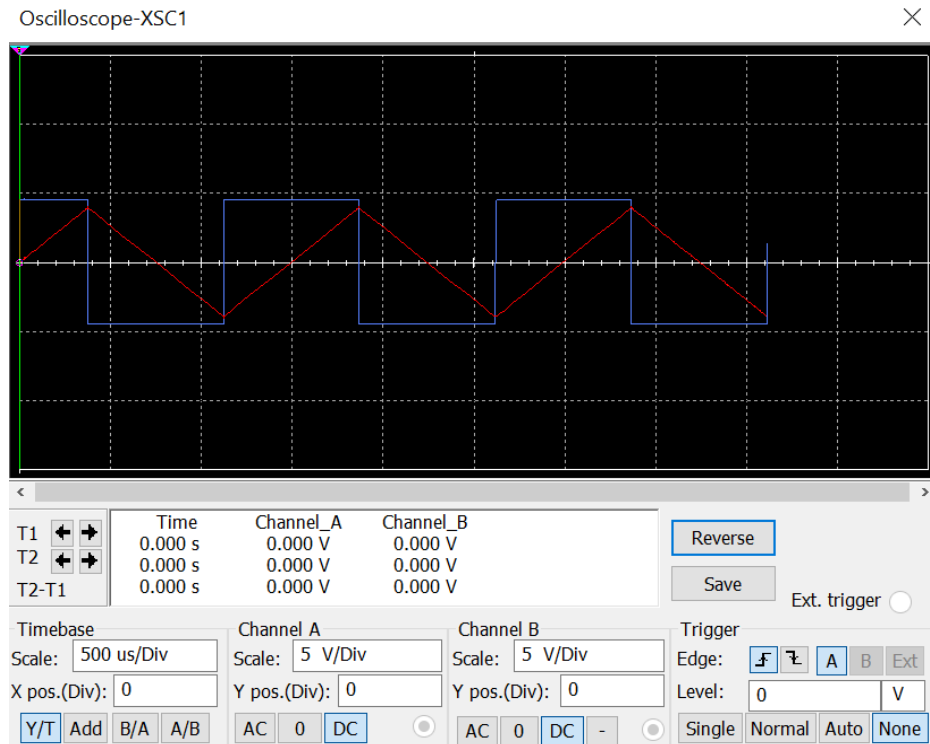 Oscilloscope-XSC1
Time Channel_A Channel_B
T1 0.000 s 0.000 V 0.000 V
T2 0.000 s 0.000 V 0.000 V
T2-T1 0.000 s 0.000 V 0.000 V
Reverse
Save
Ext. trigger
Timebase
Scale: 500 us/Div
X pos.(Div): 0
Y/T Add B/A A/B
Channel A
Scale: 5 V/Div
Y pos.(Div): 0
AC 0 DC
Channel B
Scale: 5 V/Div
Y pos.(Div): 0
AC 0 DC -
Trigger
Edge: A B Ext
Level: 0 V
Single Normal Auto None